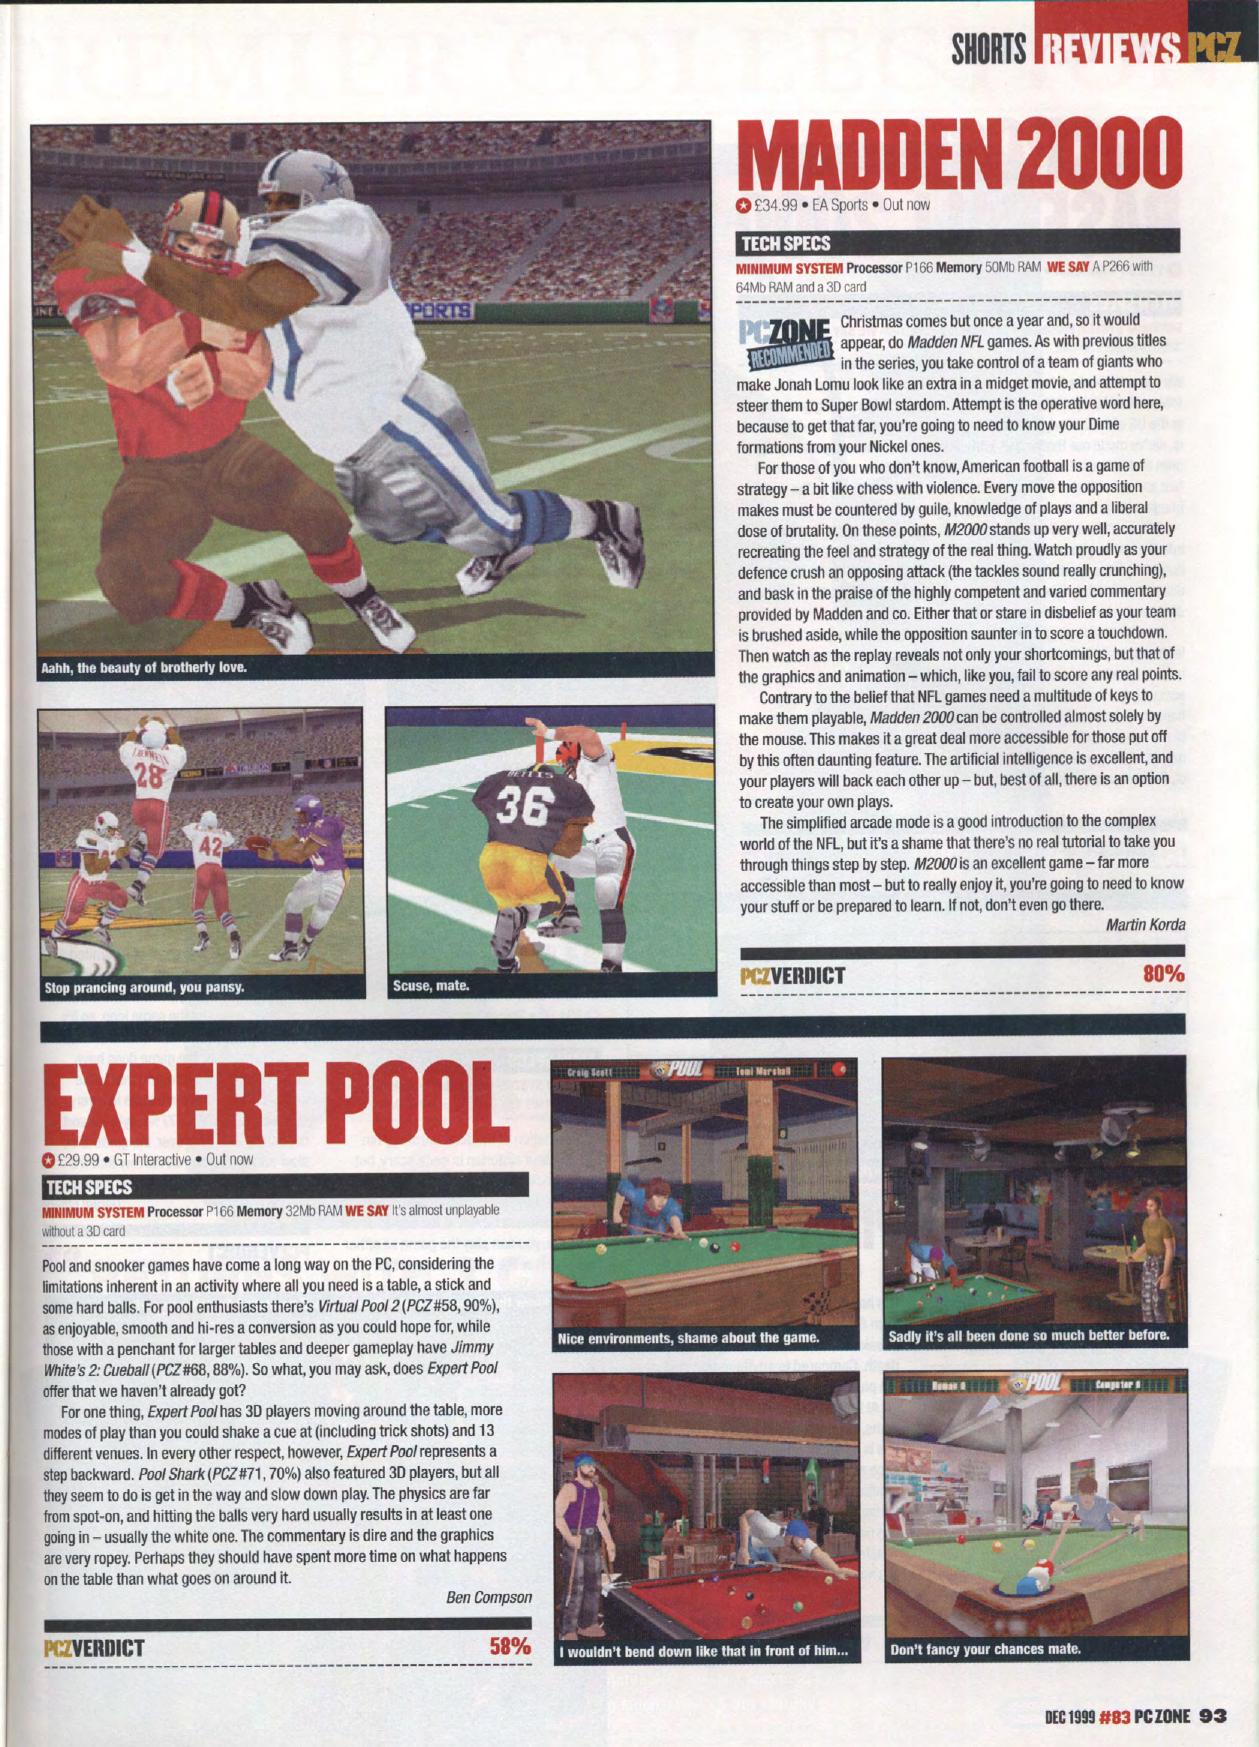 SHORTS REVIEWS PCZ
PORTS
Aahh, the beauty of brotherly love.
28
42
Stop prancing around, you pansy.
36
Scuse, mate.
MADDEN 2000
£34.99 • EA Sports • Out now
TECH SPECS
MINIMUM SYSTEM Processor P166 Memory 50Mb RAM WE SAY A P266 with
64Mb RAM and a 3D card
PCZONE
RECOMMENDED
Christmas comes but once a year and, so it would
appear, do Madden NFL games. As with previous titles
in the series, you take control of a team of giants who
make Jonah Lomu look like an extra in a midget movie, and attempt to
steer them to Super Bowl stardom. Attempt is the operative word here,
because to get that far, you're going to need to know your Dime
formations from your Nickel ones.
For those of you who don't know, American football is a game of
strategy – a bit like chess with violence. Every move the opposition
makes must be countered by guile, knowledge of plays and a liberal
dose of brutality. On these points, M2000 stands up very well, accurately
recreating the feel and strategy of the real thing. Watch proudly as your
defence crush an opposing attack (the tackles sound really crunching),
and bask in the praise of the highly competent and varied commentary
provided by Madden and co. Either that or stare in disbelief as your team
is brushed aside, while the opposition saunter in to score a touchdown.
Then watch as the replay reveals not only your shortcomings, but that of
the graphics and animation – which, like you, fail to score any real points.
Contrary to the belief that NFL games need a multitude of keys to
make them playable, Madden 2000 can be controlled almost solely by
the mouse. This makes it a great deal more accessible for those put off
by this often daunting feature. The artificial intelligence is excellent, and
your players will back each other up – but, best of all, there is an option
to create your own plays.
The simplified arcade mode is a good introduction to the complex
world of the NFL, but it's a shame that there's no real tutorial to take you
through things step by step. M2000 is an excellent game – far more
accessible than most – but to really enjoy it, you're going to need to know
your stuff or be prepared to learn. If not, don't even go there.
Martin Korda
PCZVERDICT 80%
EXPERT POOL
£29.99 • GT Interactive • Out now
TECH SPECS
MINIMUM SYSTEM Processor P166 Memory 32Mb RAM WE SAY It's almost unplayable
without a 3D card
Pool and snooker games have come a long way on the PC, considering the
limitations inherent in an activity where all you need is a table, a stick and
some hard balls. For pool enthusiasts there's Virtual Pool 2 (PCZ #58, 90%),
as enjoyable, smooth and hi-res a conversion as you could hope for, while
those with a penchant for larger tables and deeper gameplay have Jimmy
White's 2: Cueball (PCZ #68, 88%). So what, you may ask, does Expert Pool
offer that we haven't already got?
For one thing, Expert Pool has 3D players moving around the table, more
modes of play than you could shake a cue at (including trick shots) and 13
different venues. In every other respect, however, Expert Pool represents a
step backward. Pool Shark (PCZ #71, 70%) also featured 3D players, but all
they seem to do is get in the way and slow down play. The physics are far
from spot-on, and hitting the balls very hard usually results in at least one
going in – usually the white one. The commentary is dire and the graphics
are very ropey. Perhaps they should have spent more time on what happens
on the table than what goes on around it.
Ben Compson
PCZVERDICT 58%
Craig Scott POOL Tomi Marshall
Nice environments, shame about the game.
Sadly it's all been done so much better before.
I wouldn't bend down like that in front of him...
Human 0 POOL Computer 0
Don't fancy your chances mate.
DEC 1999 #83 PC ZONE 93